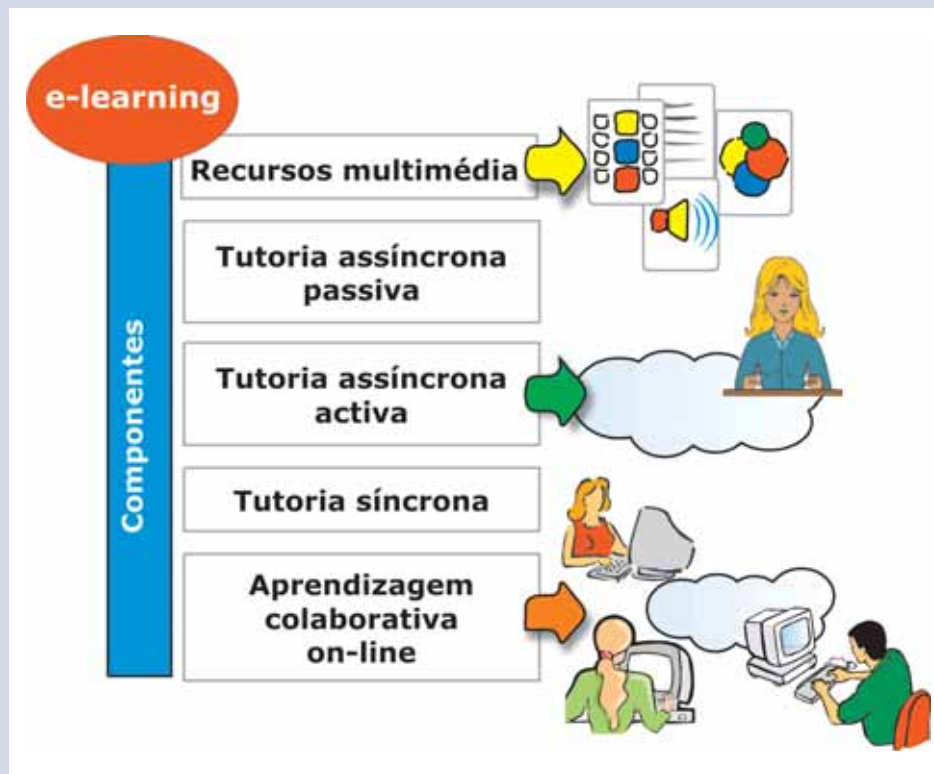 e-learning
Componentes
Recursos multimédia
Tutoria assíncrona
passiva
Tutoria assíncrona
activa
Tutoria síncrona
Aprendizagem
colaborativa
on-line